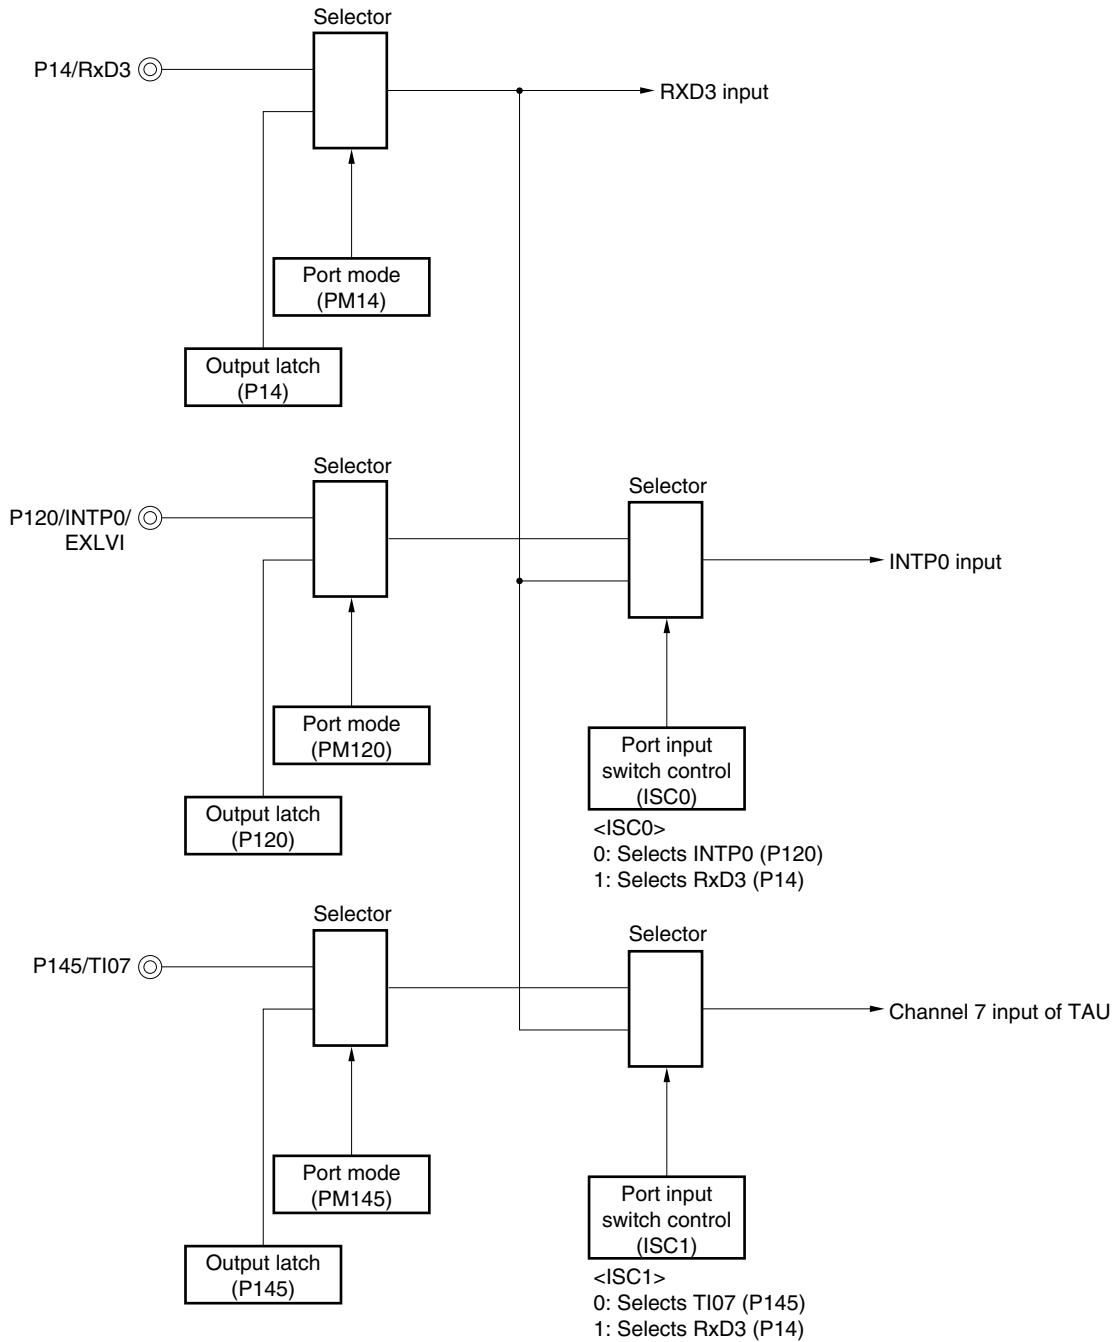 Selector
P14/RxD3
RXD3 input
Port mode
(PM14)
Output latch
(P14)
Selector
Selector
P120/INTP0/
EXLVI
INTP0 input
Port mode
(PM120)
Port input
switch control
(ISC0)
Output latch
(P120)
<ISC0>
0: Selects INTP0 (P120)
1: Selects RxD3 (P14)
Selector
Selector
P145/TI07
Channel 7 input of TAU
Port mode
(PM145)
Port input
switch control
(ISC1)
Output latch
(P145)
<ISC1>
0: Selects TI07 (P145)
1: Selects RxD3 (P14)